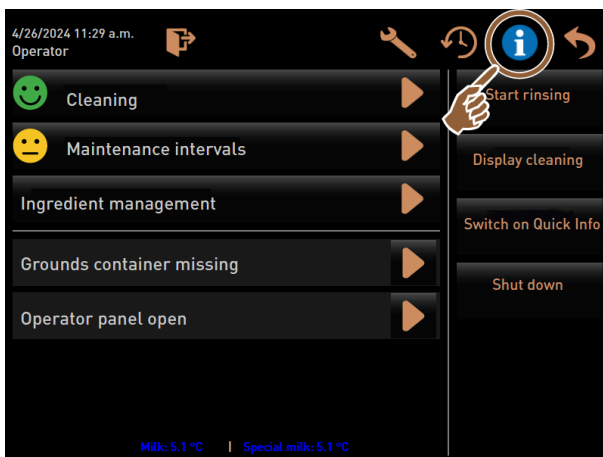 4/26/2024 11:29 a.m.
Operator
i
Cleaning
Maintenance intervals
Ingredient management
Grounds container missing
Operator panel open
Start rinsing
Display cleaning
Switch on Quick Info
Shut down
Milk: 5.1 °C | Special milk: 5.1 °C